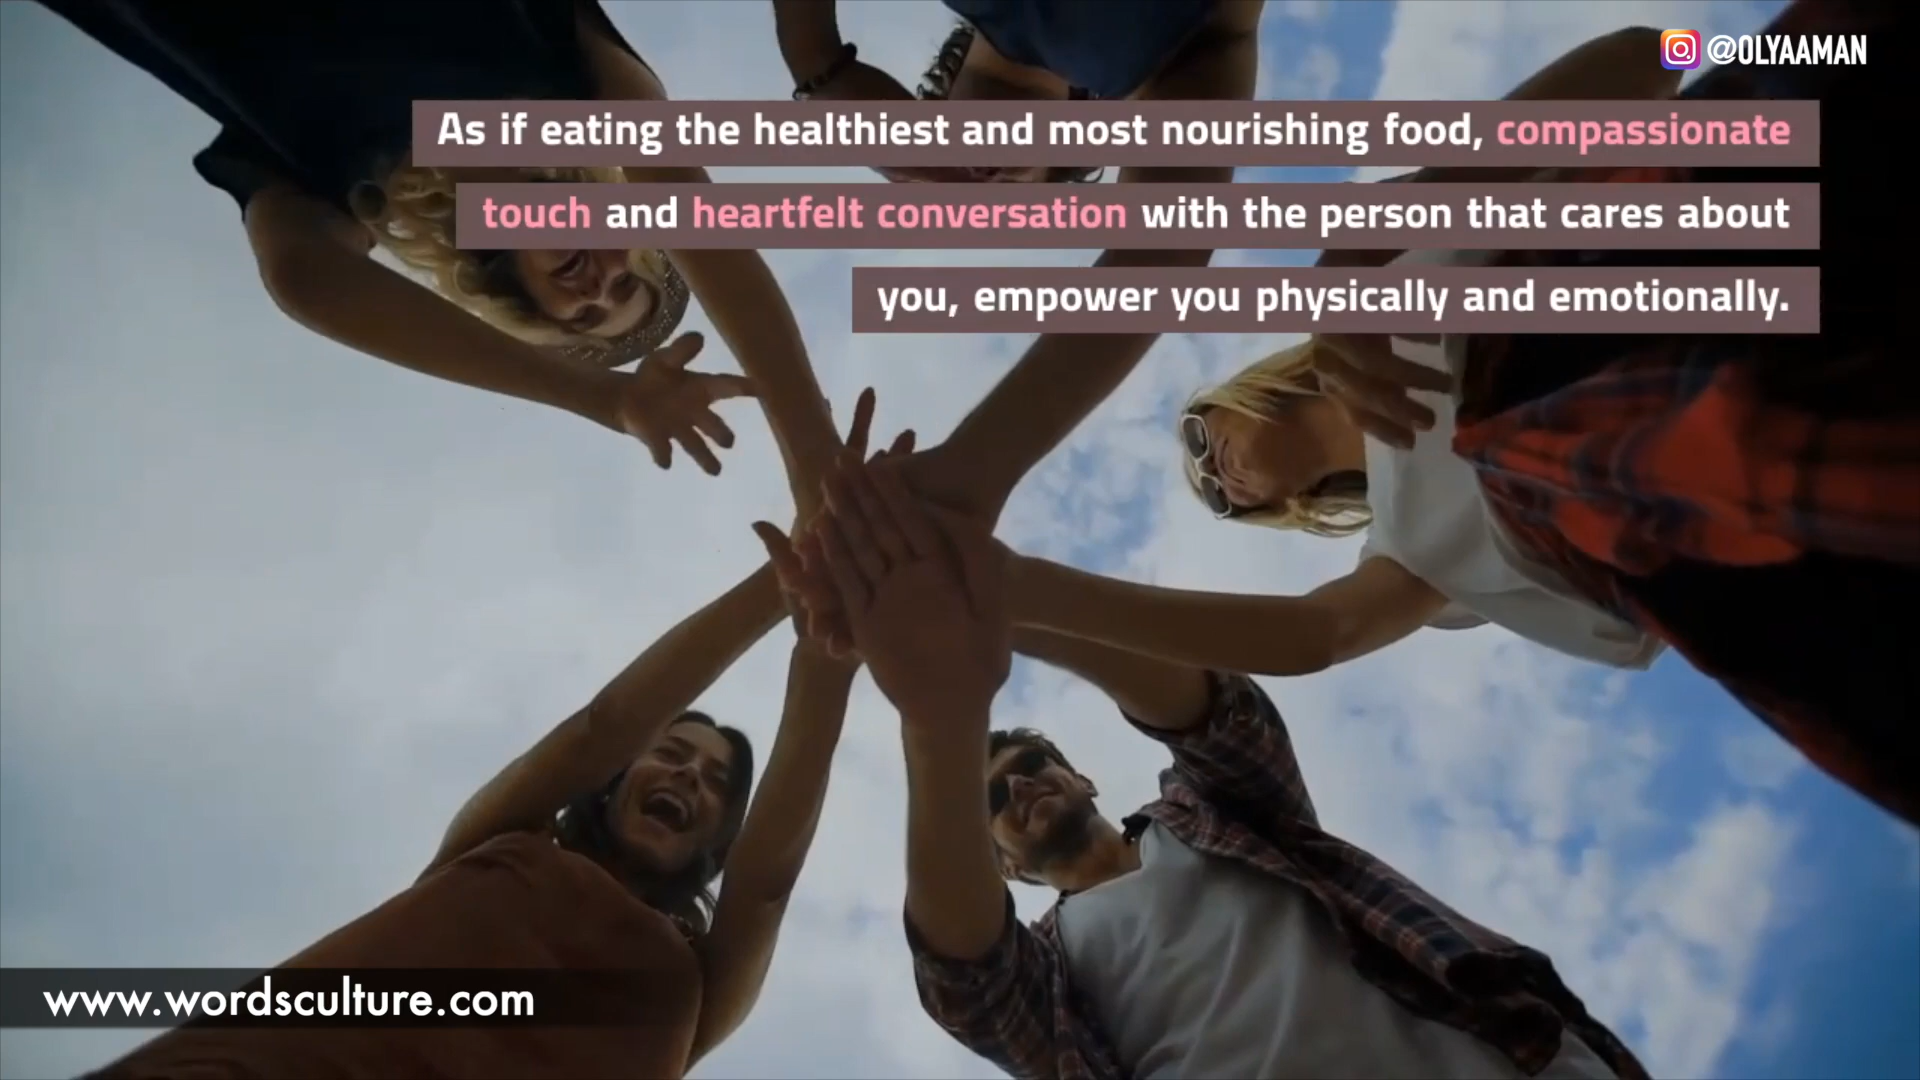 @OLYAAMAN
As if eating the healthiest and most nourishing food, compassionate
touch and heartfelt conversation with the person that cares about
you, empower you physically and emotionally.
www.wordsculture.com